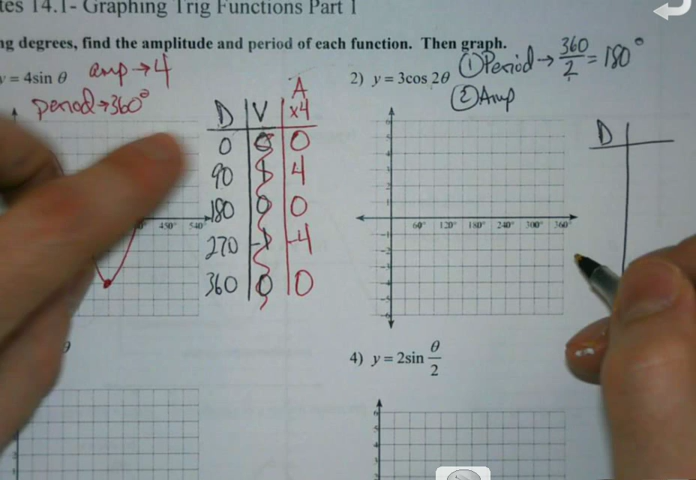 tes 14.1- Graphing Trig Functions Part 1
ng degrees, find the amplitude and period of each function. Then graph.
y = 4sin θ amp → 4
period → 360°
D V A x4
0 0 0
90 1 4
180 0 0
270 -1 -4
360 0 0
450° 540°
2) y = 3cos 2θ
① Period → 360/2 = 180°
② Amp
D
60° 120° 180° 240° 300° 360°
θ
4) y = 2sin θ/2